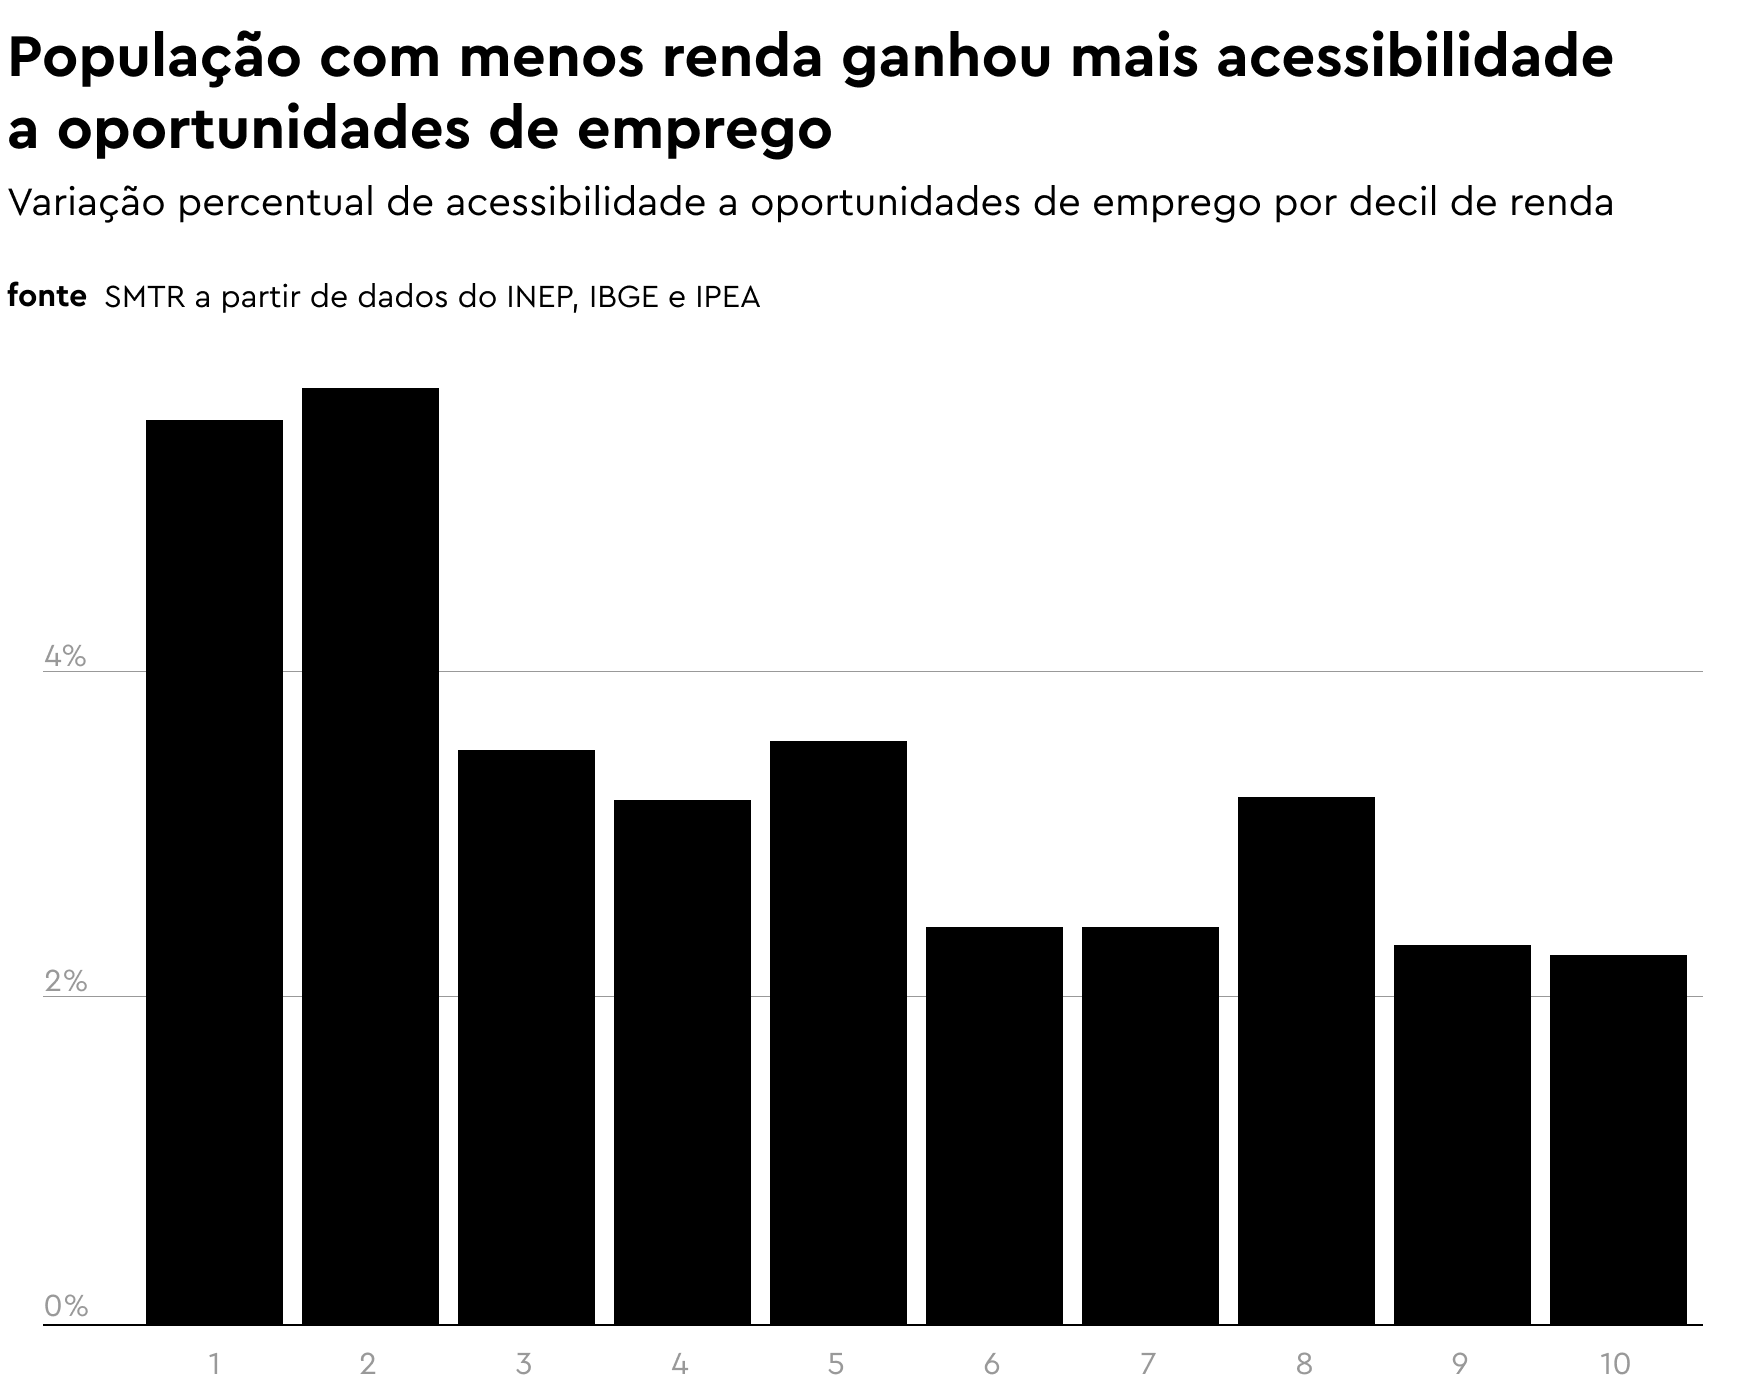 População com menos renda ganhou mais acessibilidade
a oportunidades de emprego
Variação percentual de acessibilidade a oportunidades de emprego por decil de renda
fonte SMTR a partir de dados do INEP, IBGE e IPEA
4%
2%
0%
1 2 3 4 5 6 7 8 9 10